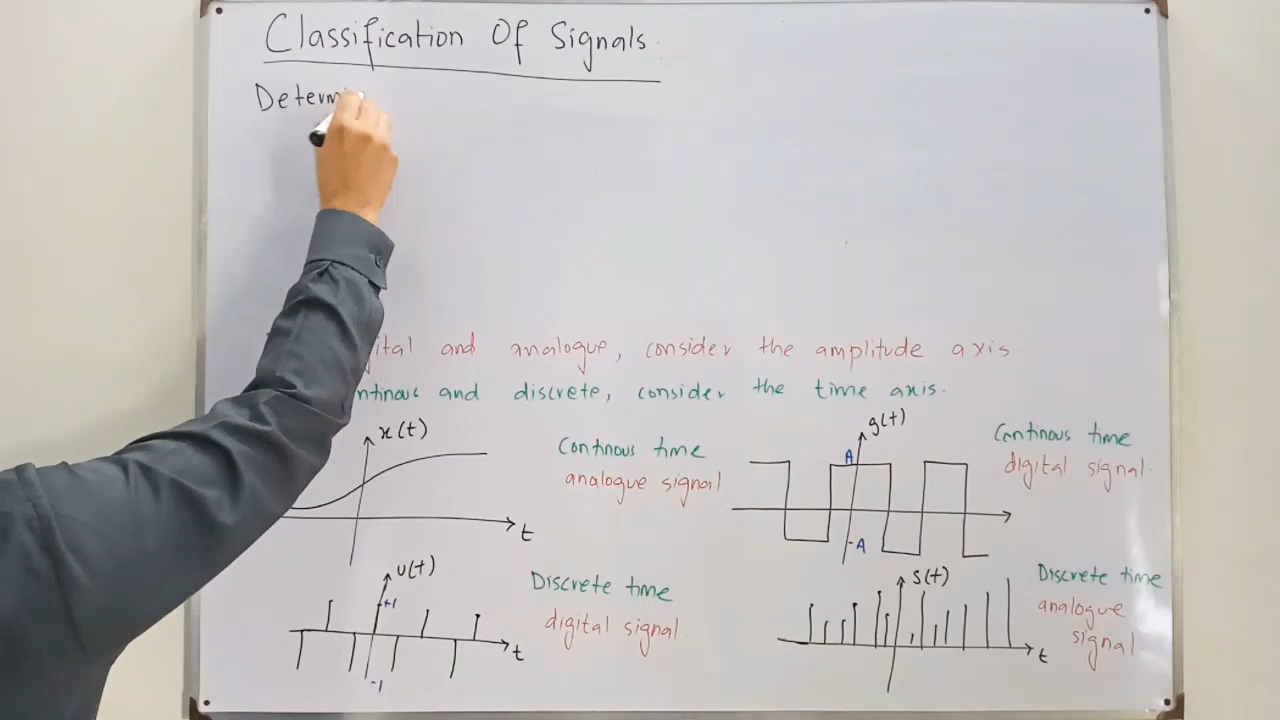 Classification Of Signals.
Determ
ital and analogue, consider the amplitude axis.
ntinous and discrete, consider the time axis.
x(t)
t
Continous time
analogue signal
g(t)
A
-A
Continous time
digital signal.
u(t)
+1
-1
t
Discrete time
digital signal.
s(t)
t
Discrete time
analogue
signal.